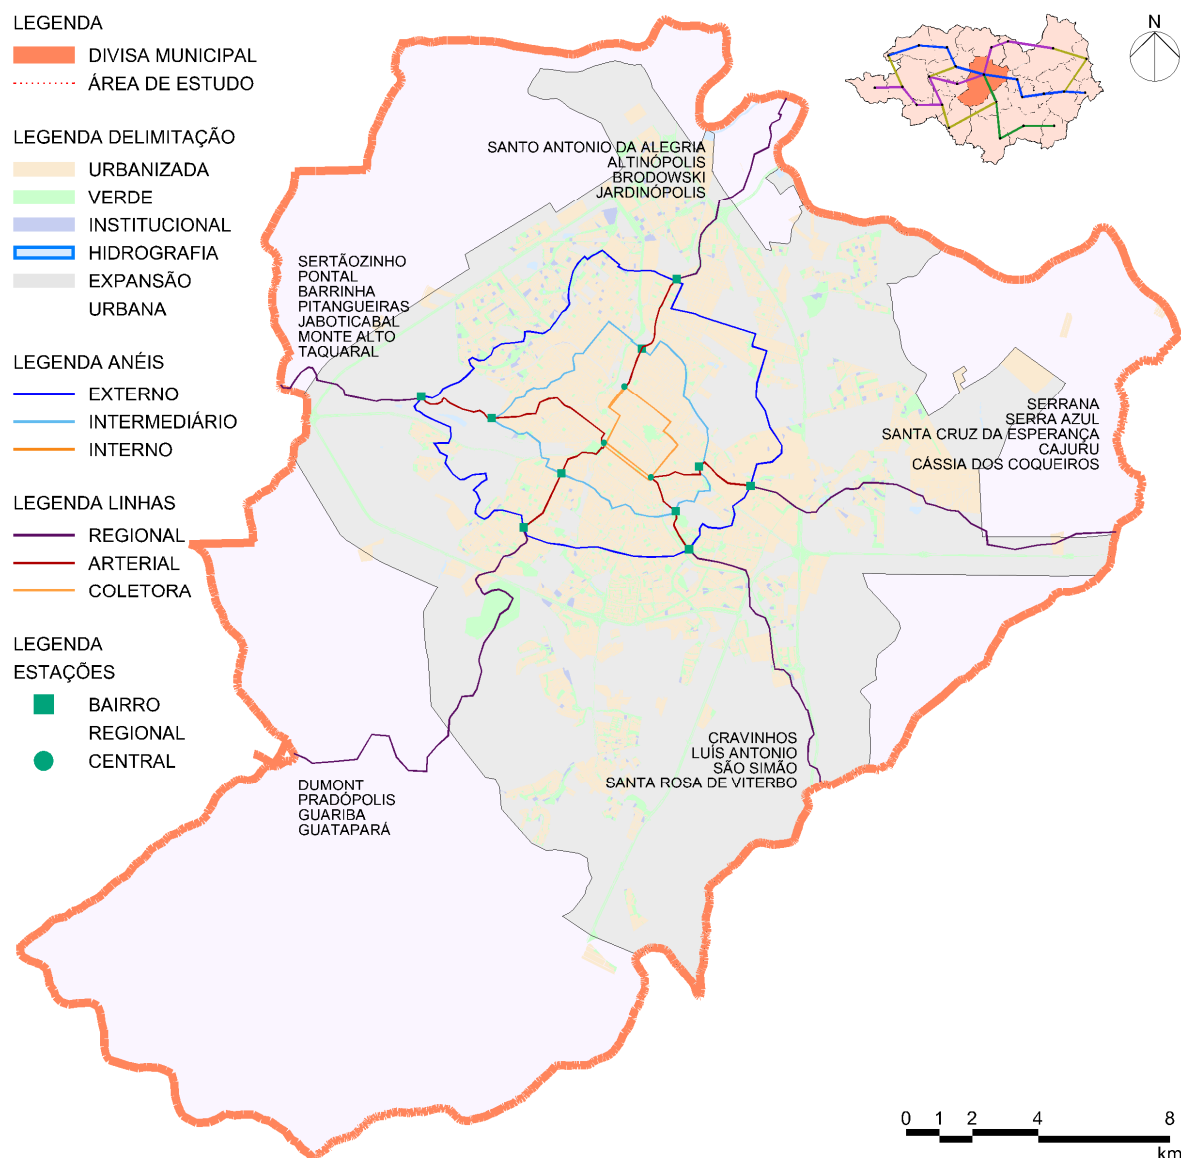 LEGENDA
DIVISA MUNICIPAL
ÁREA DE ESTUDO
LEGENDA DELIMITAÇÃO
URBANIZADA
VERDE
INSTITUCIONAL
HIDROGRAFIA
EXPANSÃO
URBANA
LEGENDA ANÉIS
EXTERNO
INTERMEDIÁRIO
INTERNO
LEGENDA LINHAS
REGIONAL
ARTERIAL
COLETORA
LEGENDA
ESTAÇÕES
BAIRRO
REGIONAL
CENTRAL
N
SANTO ANTONIO DA ALEGRIA
ALTINÓPOLIS
BRODOWSKI
JARDINÓPOLIS
SERTÃOZINHO
PONTAL
BARRINHA
PITANGUEIRAS
JABOTICABAL
MONTE ALTO
TAQUARAL
SERRANA
SERRA AZUL
SANTA CRUZ DA ESPERANÇA
CAJURU
CÁSSIA DOS COQUEIROS
CRAVINHOS
LUÍS ANTONIO
SÃO SIMÃO
SANTA ROSA DE VITERBO
DUMONT
PRADÓPOLIS
GUARIBA
GUATAPARÁ
0 1 2 4 8
km